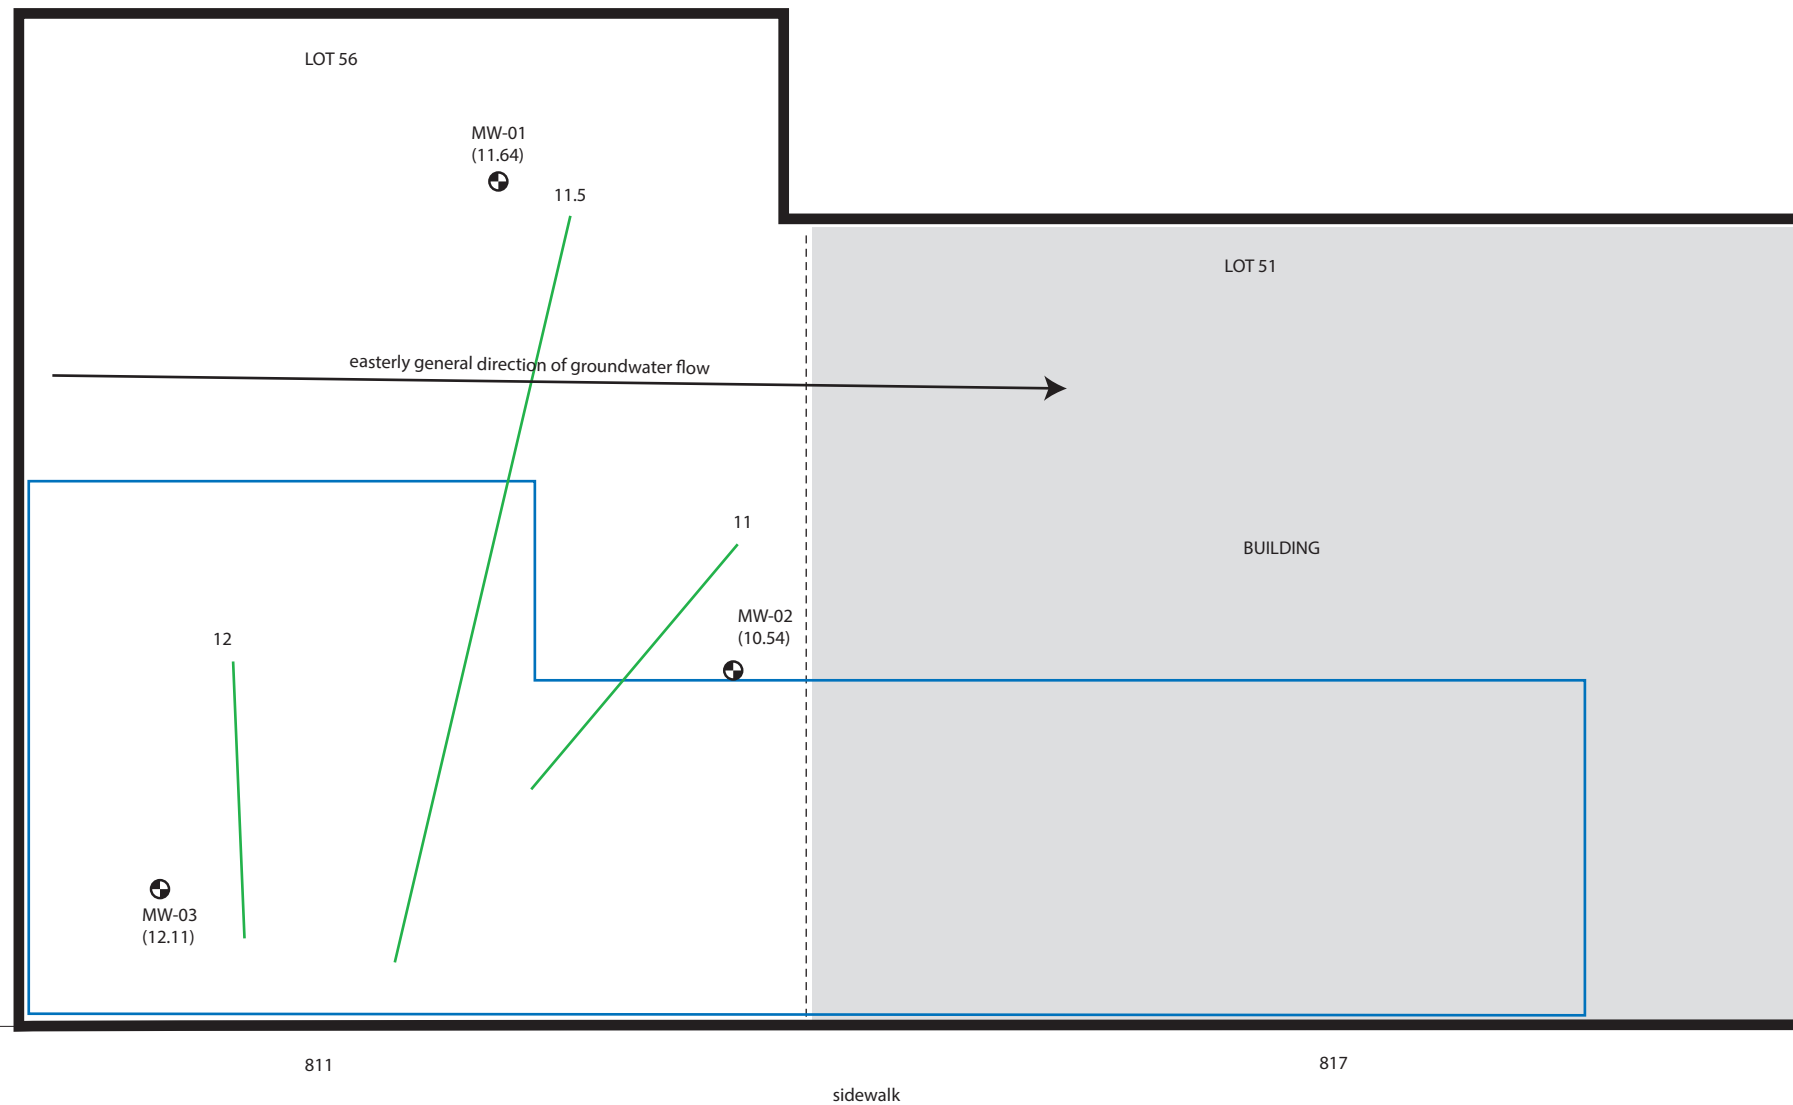 LOT 56
MW-01
(11.64)
11.5
LOT 51
easterly general direction of groundwater flow
11
BUILDING
MW-02
(10.54)
12
MW-03
(12.11)
811
817
sidewalk